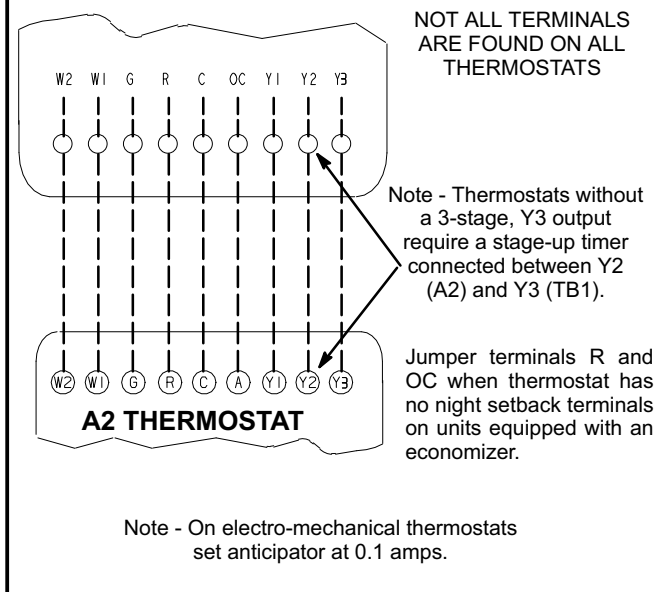 NOT ALL TERMINALS
ARE FOUND ON ALL
THERMOSTATS
W2 W1 G R C OC Y1 Y2 Y3
Note - Thermostats without
a 3-stage, Y3 output
require a stage-up timer
connected between Y2
(A2) and Y3 (TB1).
W2 W1 G R C A Y1 Y2 Y3
A2 THERMOSTAT
Jumper terminals R and
OC when thermostat has
no night setback terminals
on units equipped with an
economizer.
Note - On electro-mechanical thermostats
set anticipator at 0.1 amps.